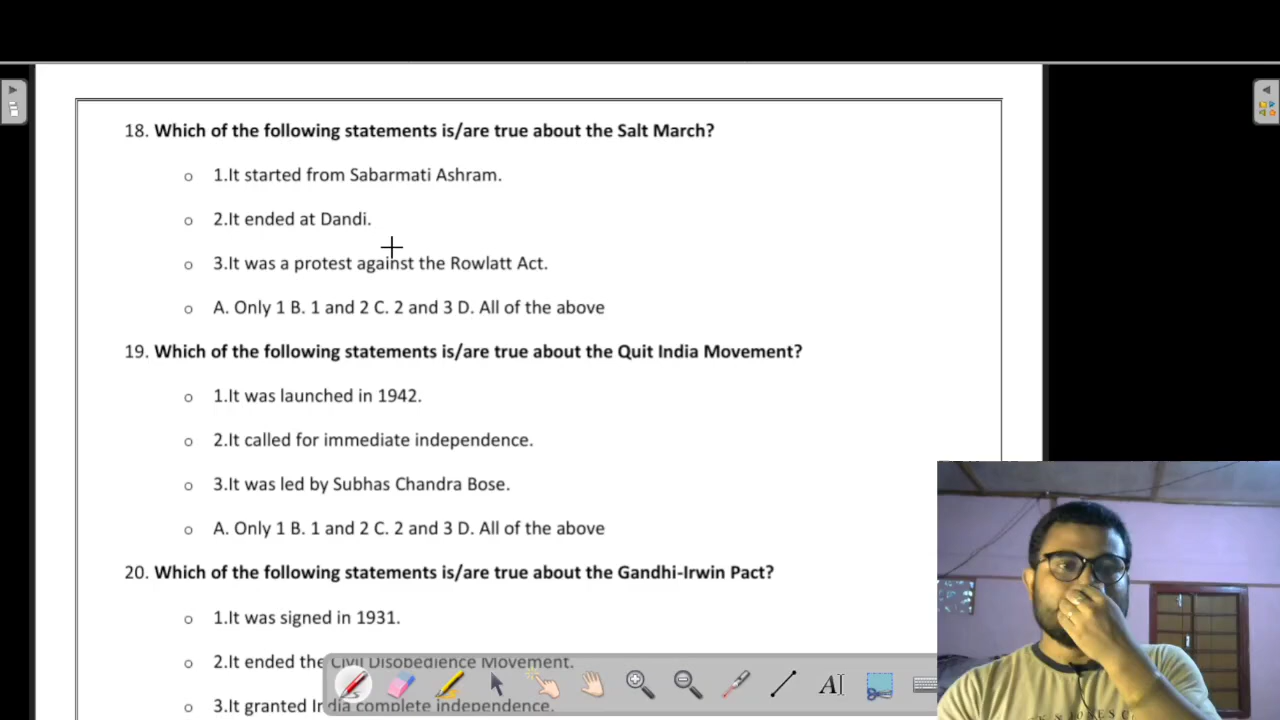 18. Which of the following statements is/are true about the Salt March?
o 1.It started from Sabarmati Ashram.
o 2.It ended at Dandi.
o 3.It was a protest against the Rowlatt Act.
o A. Only 1 B. 1 and 2 C. 2 and 3 D. All of the above
19. Which of the following statements is/are true about the Quit India Movement?
o 1.It was launched in 1942.
o 2.It called for immediate independence.
o 3.It was led by Subhas Chandra Bose.
o A. Only 1 B. 1 and 2 C. 2 and 3 D. All of the above
20. Which of the following statements is/are true about the Gandhi-Irwin Pact?
o 1.It was signed in 1931.
o 2.It ended the Civil Disobedience Movement.
o 3.It granted India complete independence.